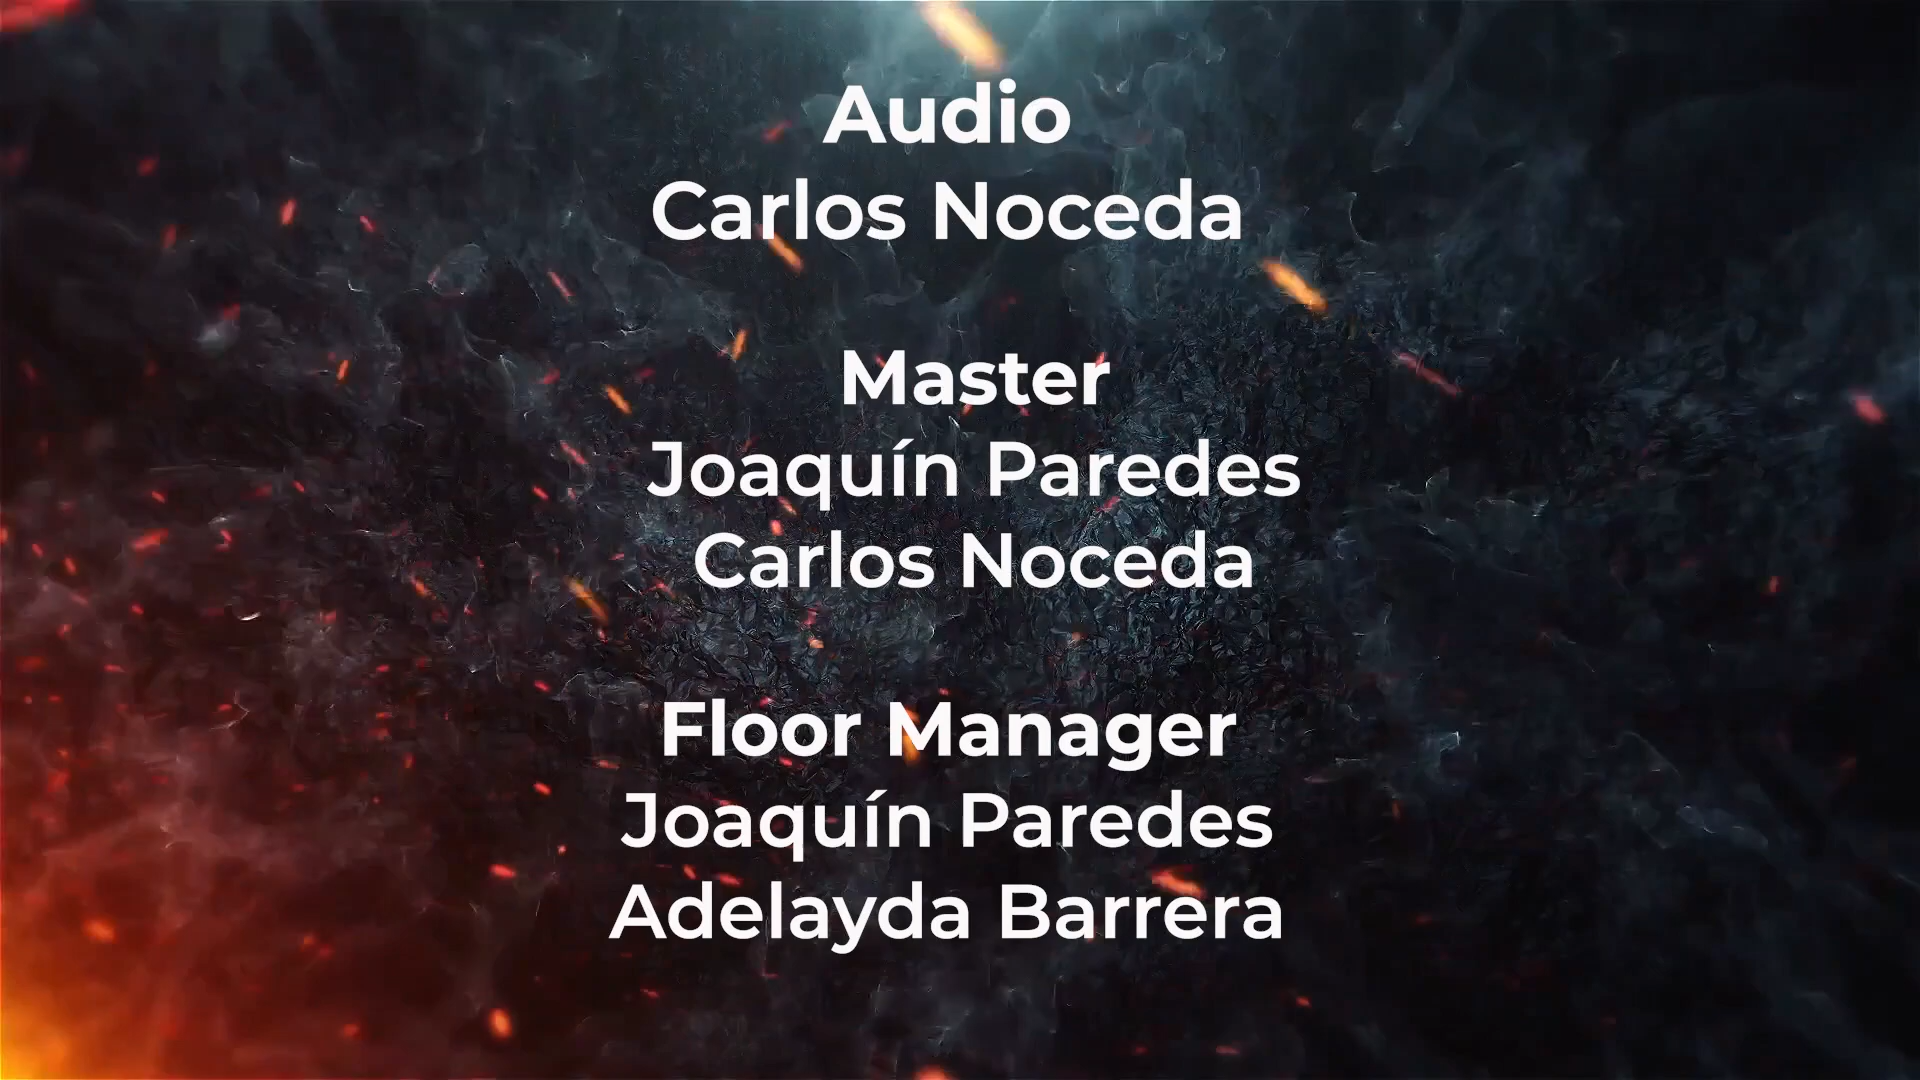 Audio
Carlos Noceda
Master
Joaquín Paredes
Carlos Noceda
Floor Manager
Joaquín Paredes
Adelayda Barrera